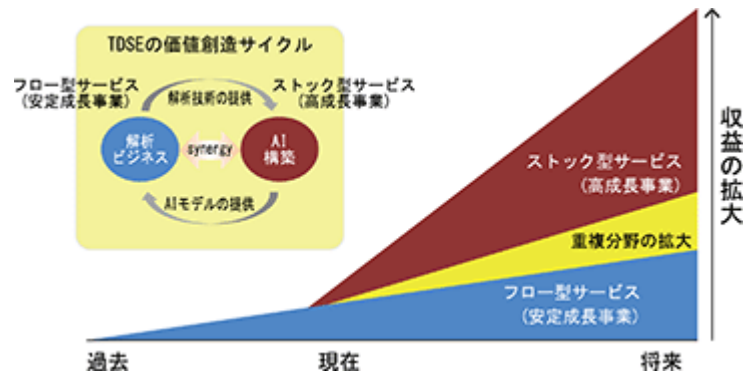 TDSEの価値創造サイクル
フロー型サービス
(安定成長事業)
ストック型サービス
(高成長事業)
解析技術の提供
解析
ビジネス
synergy
AI
構築
AIモデルの提供
ストック型サービス
(高成長事業)
重複分野の拡大
フロー型サービス
(安定成長事業)
収益の拡大
過去
現在
将来